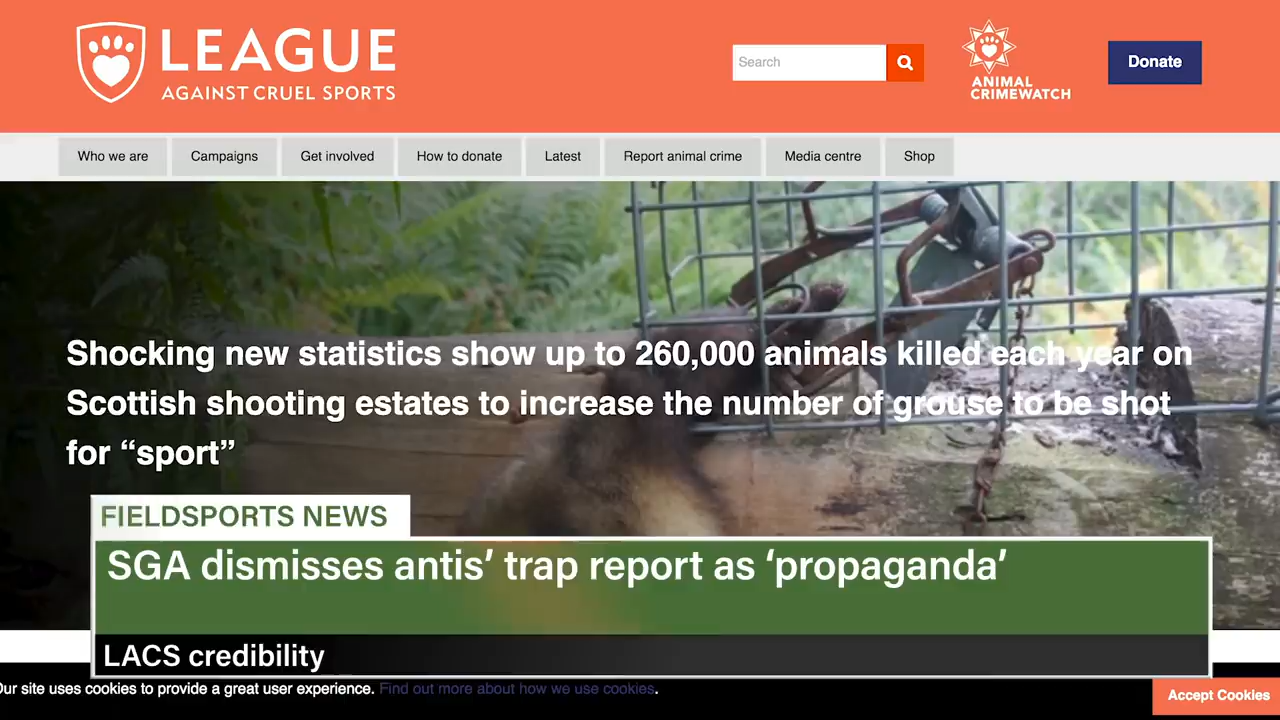 LEAGUE
AGAINST CRUEL SPORTS
Search
ANIMAL
CRIMEWATCH
Donate
Who we are
Campaigns
Get involved
How to donate
Latest
Report animal crime
Media centre
Shop
Shocking new statistics show up to 260,000 animals killed each year on
Scottish shooting estates to increase the number of grouse to be shot
for “sport”
FIELDSPORTS NEWS
SGA dismisses antis’ trap report as ‘propaganda’
LACS credibility
Our site uses cookies to provide a great user experience. Find out more about how we use cookies.
Accept Cookies